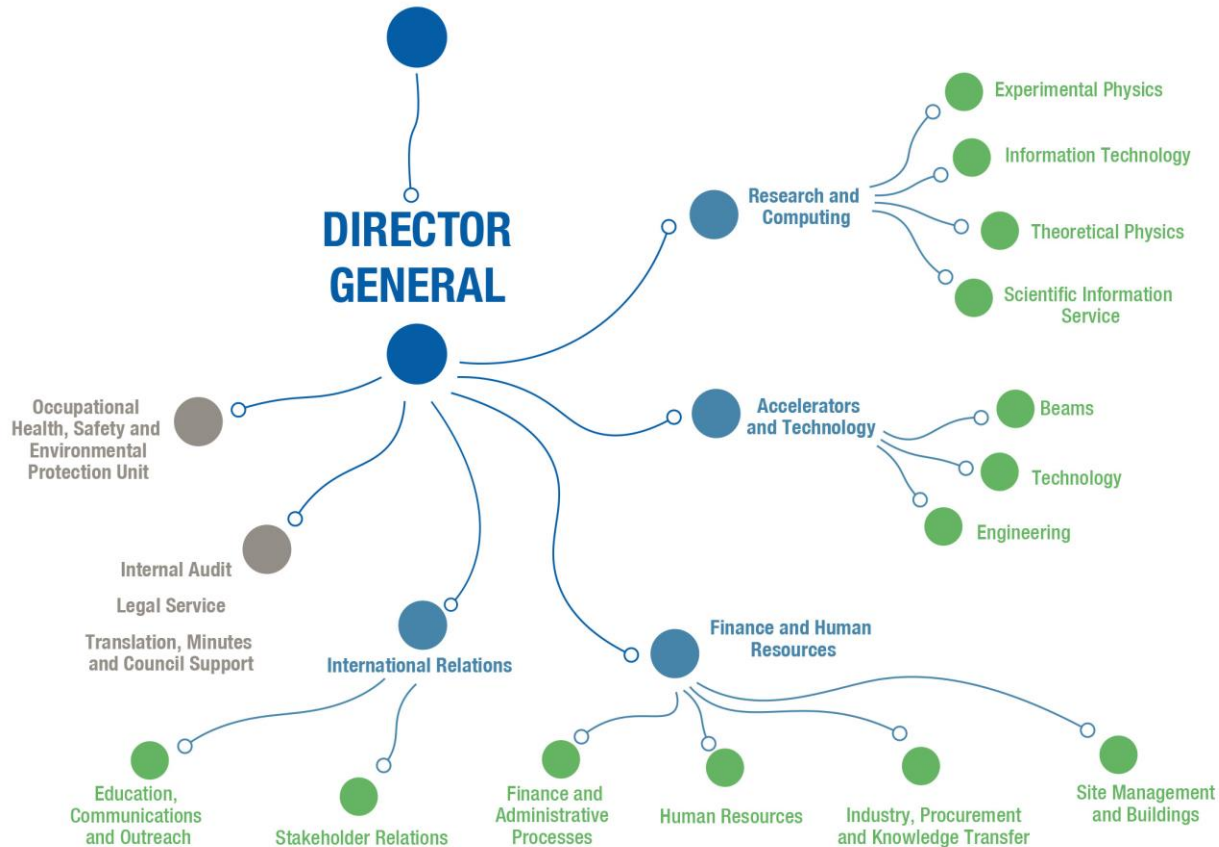 DIRECTOR
GENERAL
Research and
Computing
Experimental Physics
Information Technology
Theoretical Physics
Scientific Information
Service
Accelerators
and Technology
Beams
Technology
Engineering
Occupational
Health, Safety and
Environmental
Protection Unit
Internal Audit
Legal Service
Translation, Minutes
and Council Support
International Relations
Finance and Human
Resources
Education,
Communications
and Outreach
Stakeholder Relations
Finance and
Administrative
Processes
Human Resources
Industry, Procurement
and Knowledge Transfer
Site Management
and Buildings